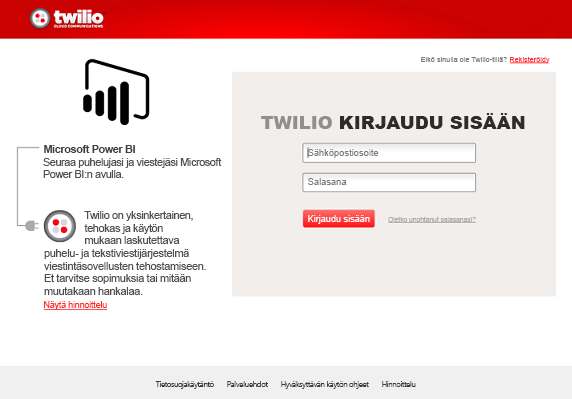 twilio
CLOUD COMMUNICATIONS
Eikö sinulla ole Twilio-tiliä? Rekisteröidy
TWILIO KIRJAUDU SISÄÄN
Sähköpostiosoite
Salasana
Kirjaudu sisään
Oletko unohtanut salasanasi?
Microsoft Power BI
Seuraa puhelujasi ja viestejäsi Microsoft
Power BI:n avulla.
Twilio on yksinkertainen,
tehokas ja käytön
mukaan laskutettava
puhelu- ja tekstiviestijärjestelmä
viestintäsovellusten tehostamiseen.
Et tarvitse sopimuksia tai mitään
muutakaan hankalaa.
Näytä hinnoittelu
Tietosuojakäytäntö Palveluehdot Hyväksyttävän käytön ohjeet Hinnoittelu